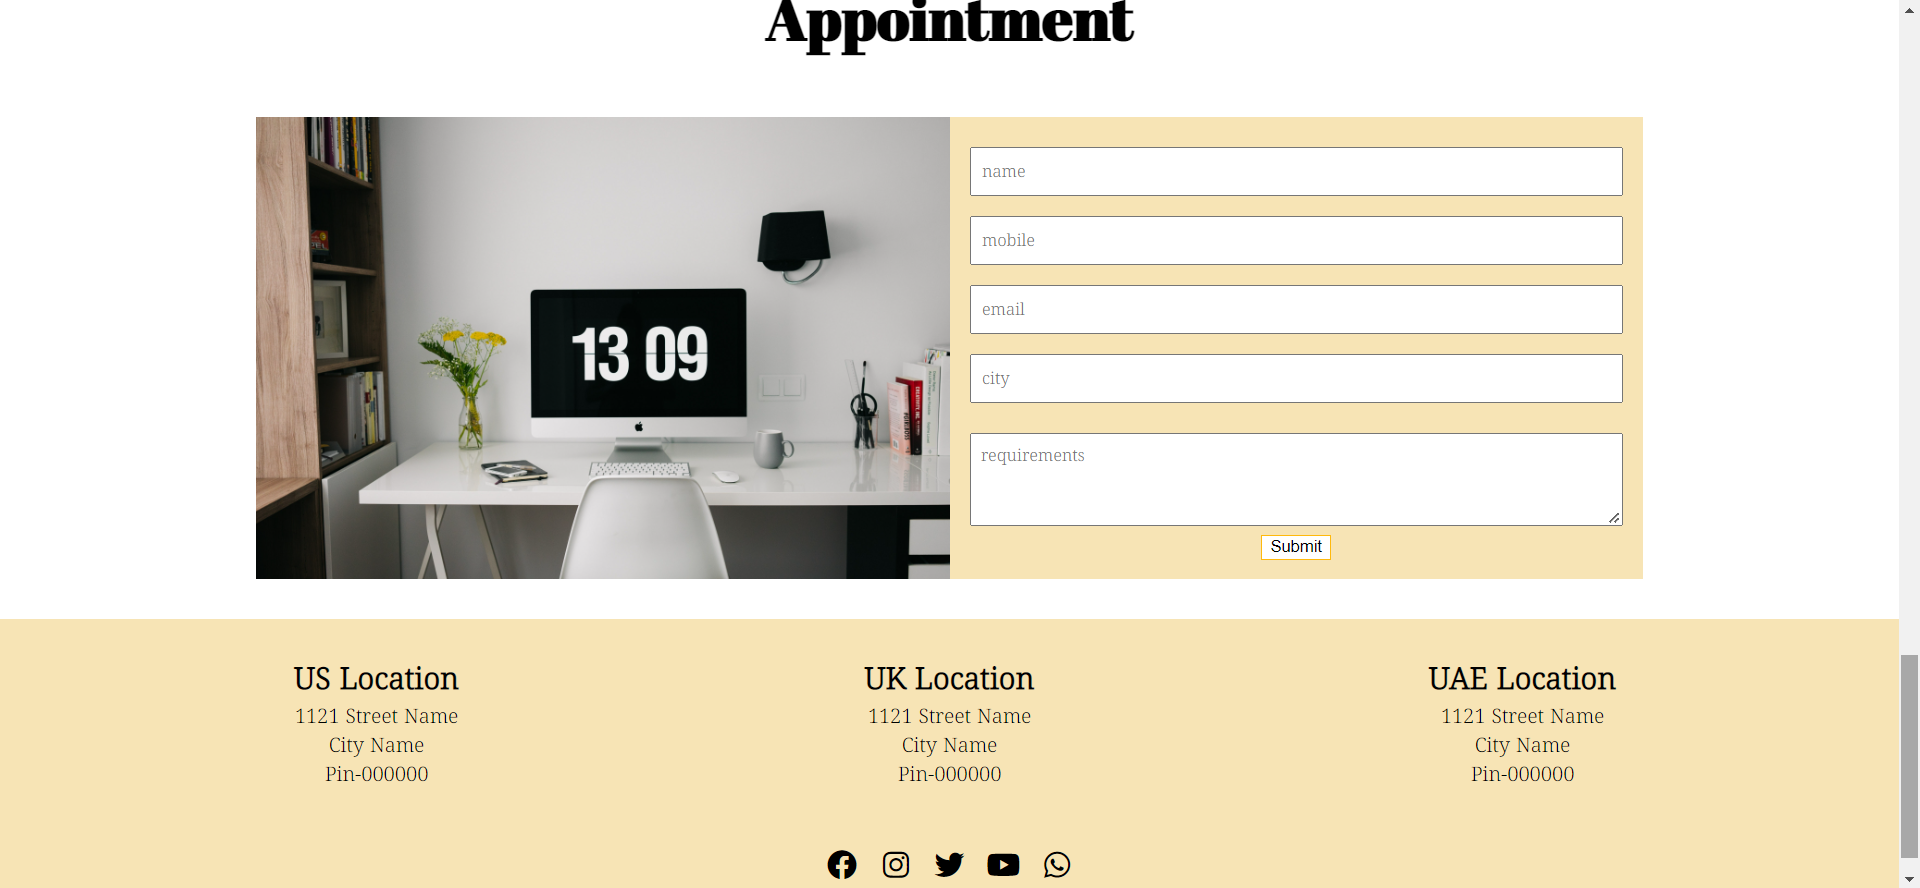 Appointment
13 09
name
mobile
email
city
requirements
Submit
US Location
1121 Street Name
City Name
Pin-000000
UK Location
1121 Street Name
City Name
Pin-000000
UAE Location
1121 Street Name
City Name
Pin-000000